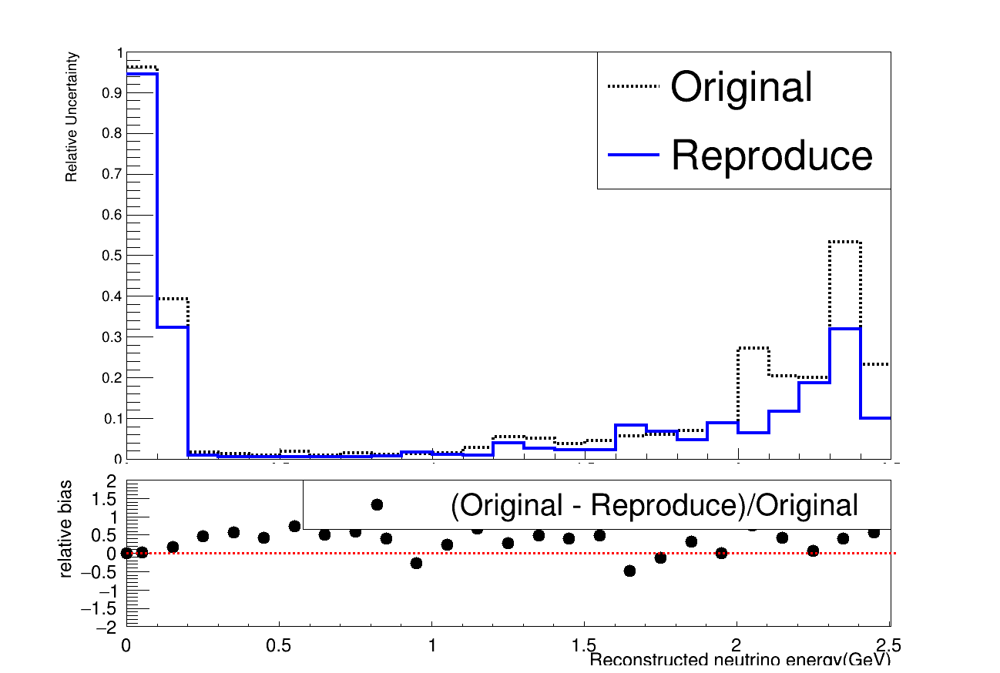 Relative Uncertainty
1
0.9
0.8
0.7
0.6
0.5
0.4
0.3
0.2
0.1
0
Original
Reproduce
relative bias
2
1.5
1
0.5
0
−0.5
−1
−1.5
−2
(Original - Reproduce)/Original
0 0.5 1 1.5 2 2.5
Reconstructed neutrino energy(GeV)